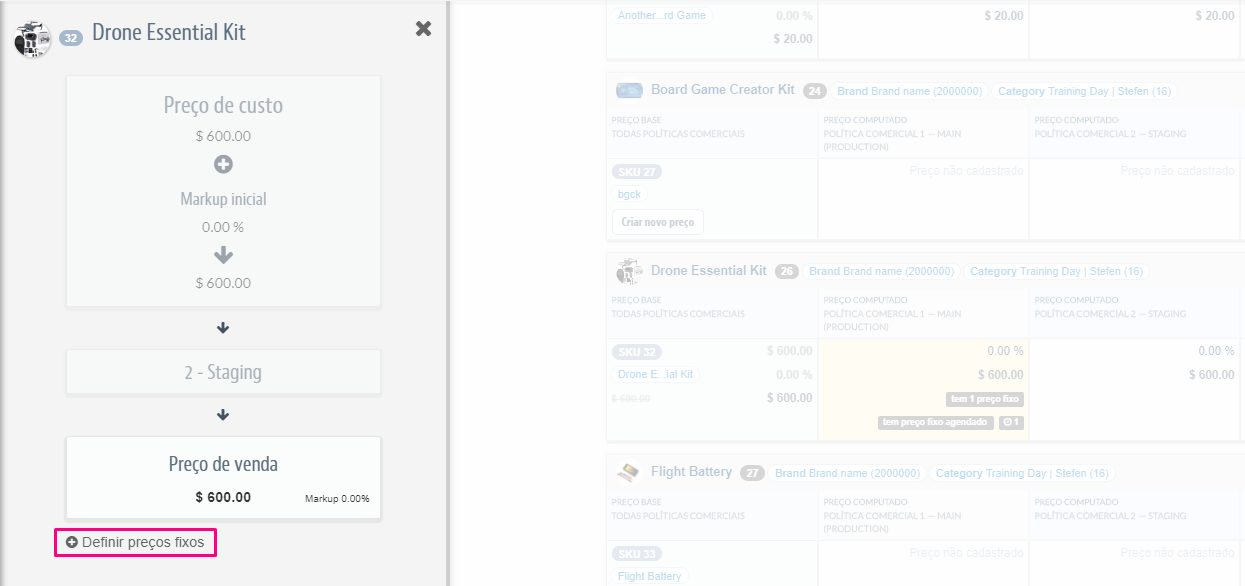 32 Drone Essential Kit
Preço de custo
$ 600.00
Markup inicial
0.00 %
$ 600.00
2 - Staging
Preço de venda
$ 600.00 Markup 0.00%
Definir preços fixos
Another...rd Game 0.00 % $ 20.00 $ 20.00
$ 20.00
Board Game Creator Kit 24 Brand Brand name (2000000) Category Training Day | Stefen (16)
PREÇO BASE PREÇO COMPUTADO PREÇO COMPUTADO
TODAS POLÍTICAS COMERCIAIS POLÍTICA COMERCIAL 1 — MAIN POLÍTICA COMERCIAL 2 — STAGING
(PRODUCTION)
SKU 27 Preço não cadastrado Preço não cadastrado
bgck
Criar novo preço
Drone Essential Kit 26 Brand Brand name (2000000) Category Training Day | Stefen (16)
PREÇO BASE PREÇO COMPUTADO PREÇO COMPUTADO
TODAS POLÍTICAS COMERCIAIS POLÍTICA COMERCIAL 1 — MAIN POLÍTICA COMERCIAL 2 — STAGING
(PRODUCTION)
SKU 32 $ 600.00 0.00 % 0.00 %
Drone E...ial Kit 0.00 % $ 600.00 $ 600.00
$ 600.00 $ 600.00 tem 1 preço fixo
tem preço fixo agendado 1
Flight Battery 27 Brand Brand name (2000000) Category Training Day | Stefen (16)
PREÇO BASE PREÇO COMPUTADO PREÇO COMPUTADO
TODAS POLÍTICAS COMERCIAIS POLÍTICA COMERCIAL 1 — MAIN POLÍTICA COMERCIAL 2 — STAGING
(PRODUCTION)
SKU 33 Preço não cadastrado Preço não cadastrado
Flight Battery